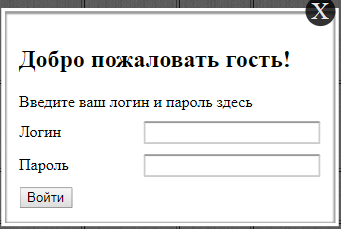 X
Добро пожаловать гость!
Введите ваш логин и пароль здесь
Логин
Пароль
Войти